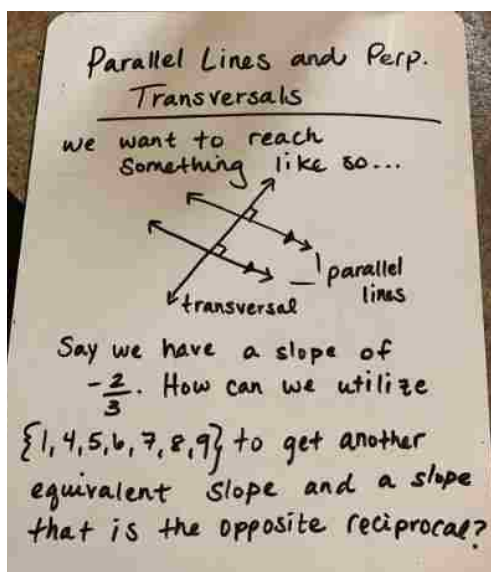 Parallel Lines and Perp.
Transversals
we want to reach
Something like so...
parallel
lines
transversal
Say we have a slope of
-2/3. How can we utilize
{1,4,5,6,7,8,9} to get another
equivalent slope and a slope
that is the opposite reciprocal?